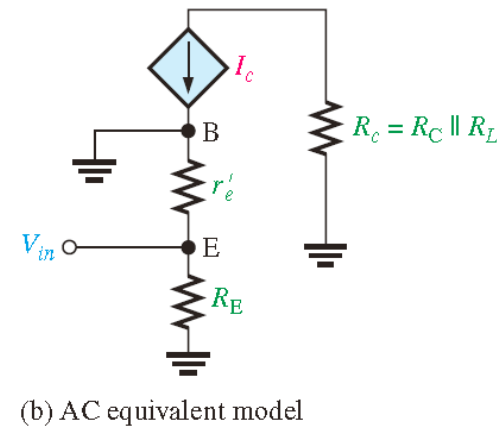 I_c
B
R_c = R_C || R_L
r'_e
V_in
E
R_E
(b) AC equivalent model